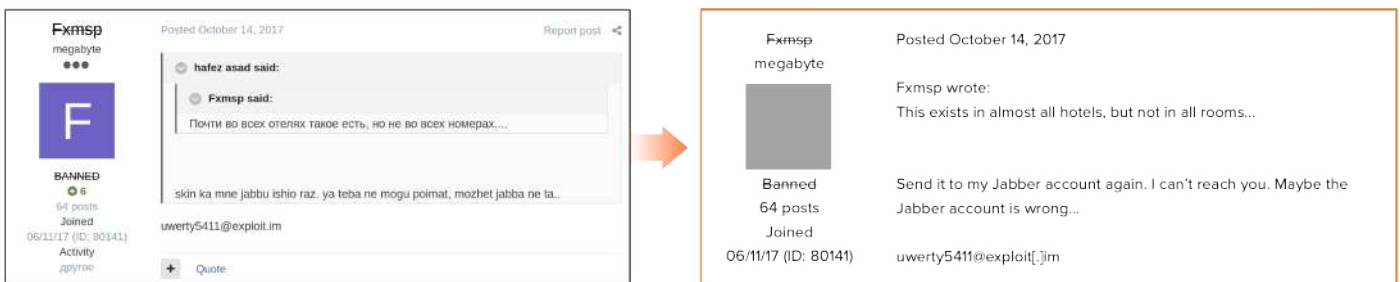 Fxmsp
megabyte
F
BANNED
6
64 posts
Joined
06/11/17 (ID: 80141)
Activity
другое
Posted October 14, 2017
Report post
hafez asad said:
Fxmsp said:
Почти во всех отелях такое есть, но не во всех номерах....
skin ka mne jabbu ishio raz. ya teba ne mogu poimat, mozhet jabba ne ta..
uwerty5411@exploit.im
+ Quote
Fxmsp
megabyte
Banned
64 posts
Joined
06/11/17 (ID: 80141)
Posted October 14, 2017
Fxmsp wrote:
This exists in almost all hotels, but not in all rooms...
Send it to my Jabber account again. I can't reach you. Maybe the
Jabber account is wrong...
uwerty5411@exploit[.]im